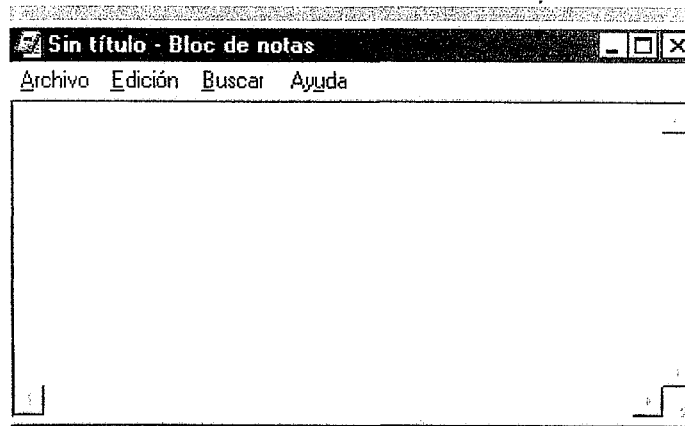 Sin título - Bloc de notas
Archivo Edición Buscar Ayuda